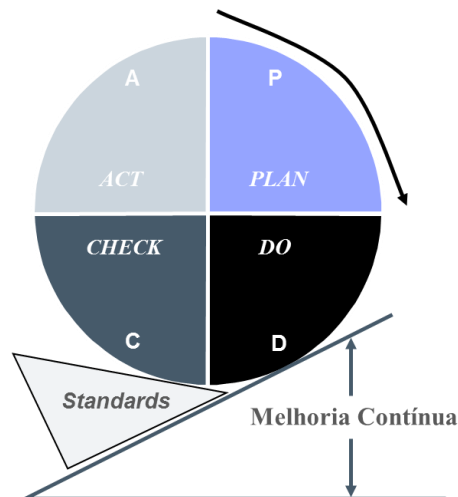 A
P
ACT
PLAN
CHECK
DO
C
D
Standards
Melhoria Contínua